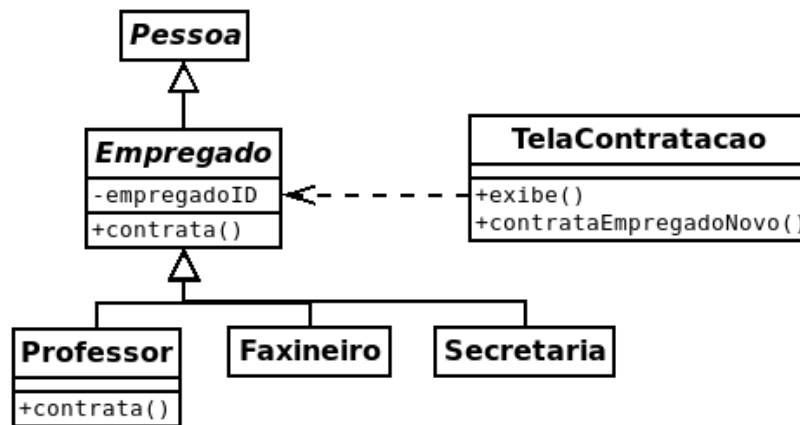 Pessoa
Empregado
-empregadoID
+contrata()
TelaContratacao
+exibe()
+contrataEmpregadoNovo()
Professor
+contrata()
Faxineiro
Secretaria